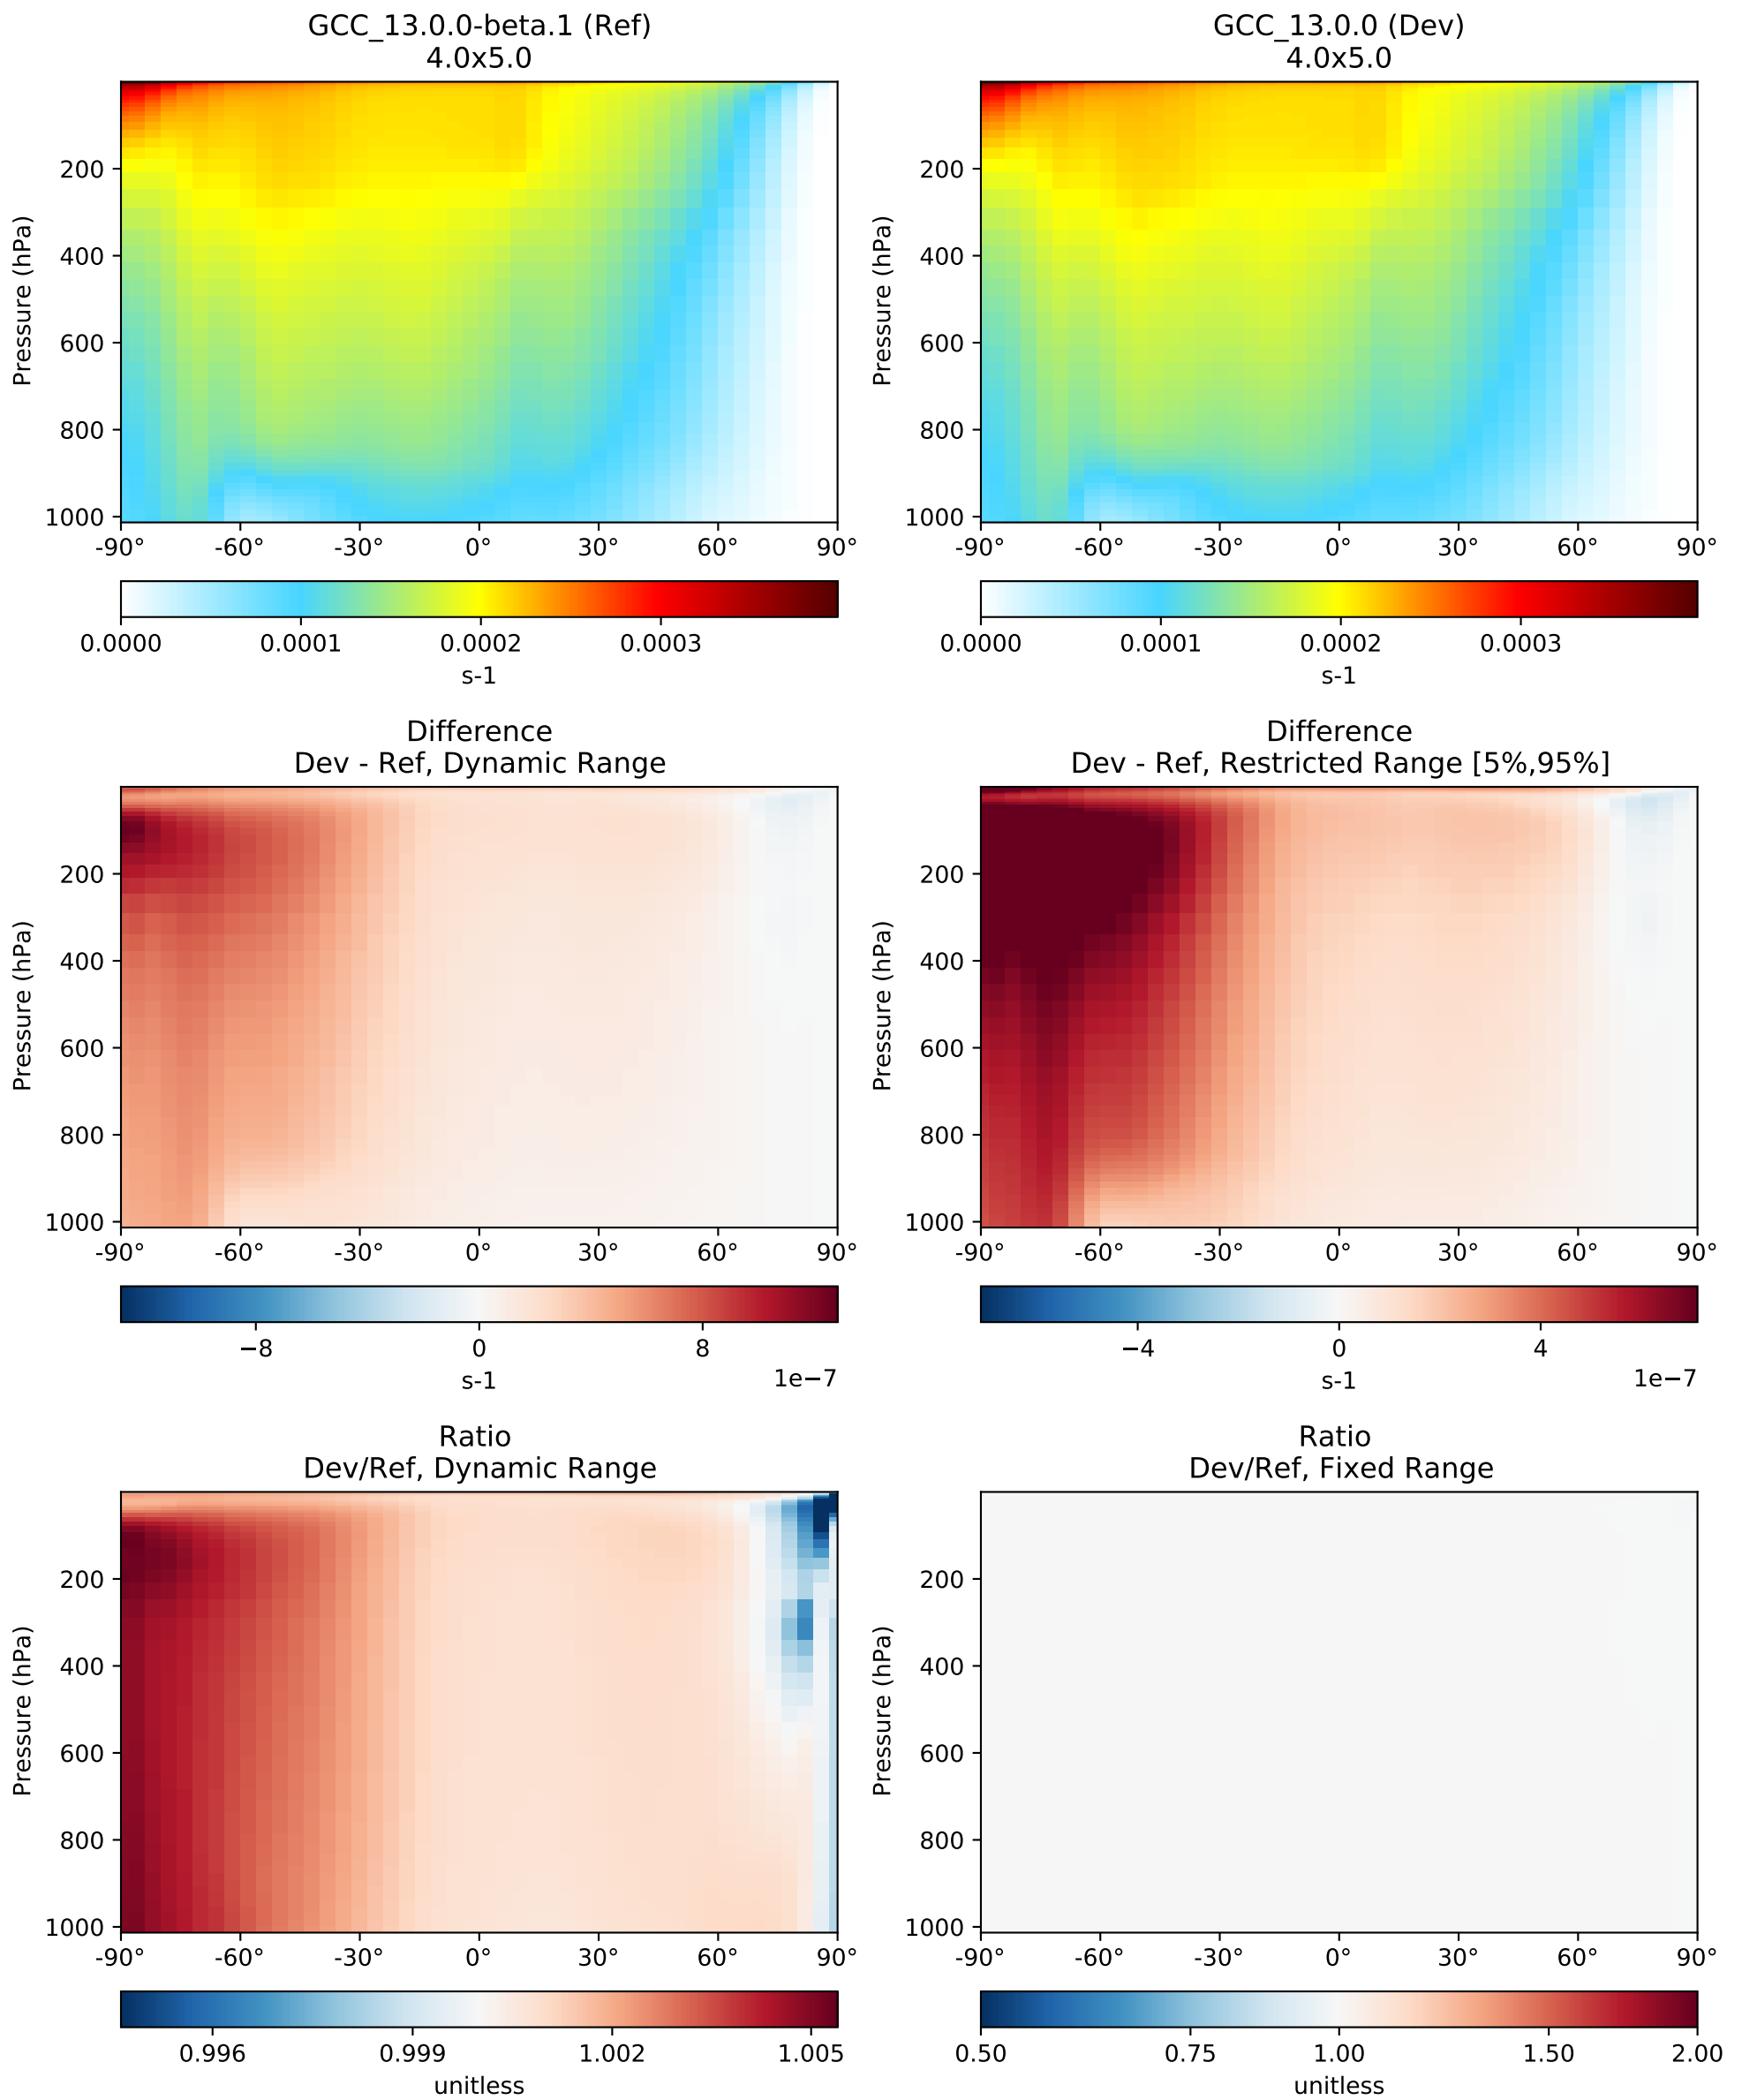 GCC_13.0.0-beta.1 (Ref)
4.0x5.0
Pressure (hPa)
200
400
600
800
1000
-90° -60° -30° 0° 30° 60° 90°
0.0000 0.0001 0.0002 0.0003
s-1
GCC_13.0.0 (Dev)
4.0x5.0
Pressure (hPa)
200
400
600
800
1000
-90° -60° -30° 0° 30° 60° 90°
0.0000 0.0001 0.0002 0.0003
s-1
Difference
Dev - Ref, Dynamic Range
Pressure (hPa)
200
400
600
800
1000
-90° -60° -30° 0° 30° 60° 90°
−8 0 8
s-1 1e−7
Difference
Dev - Ref, Restricted Range [5%,95%]
Pressure (hPa)
200
400
600
800
1000
-90° -60° -30° 0° 30° 60° 90°
−4 0 4
s-1 1e−7
Ratio
Dev/Ref, Dynamic Range
Pressure (hPa)
200
400
600
800
1000
-90° -60° -30° 0° 30° 60° 90°
0.996 0.999 1.002 1.005
unitless
Ratio
Dev/Ref, Fixed Range
Pressure (hPa)
200
400
600
800
1000
-90° -60° -30° 0° 30° 60° 90°
0.50 0.75 1.00 1.50 2.00
unitless